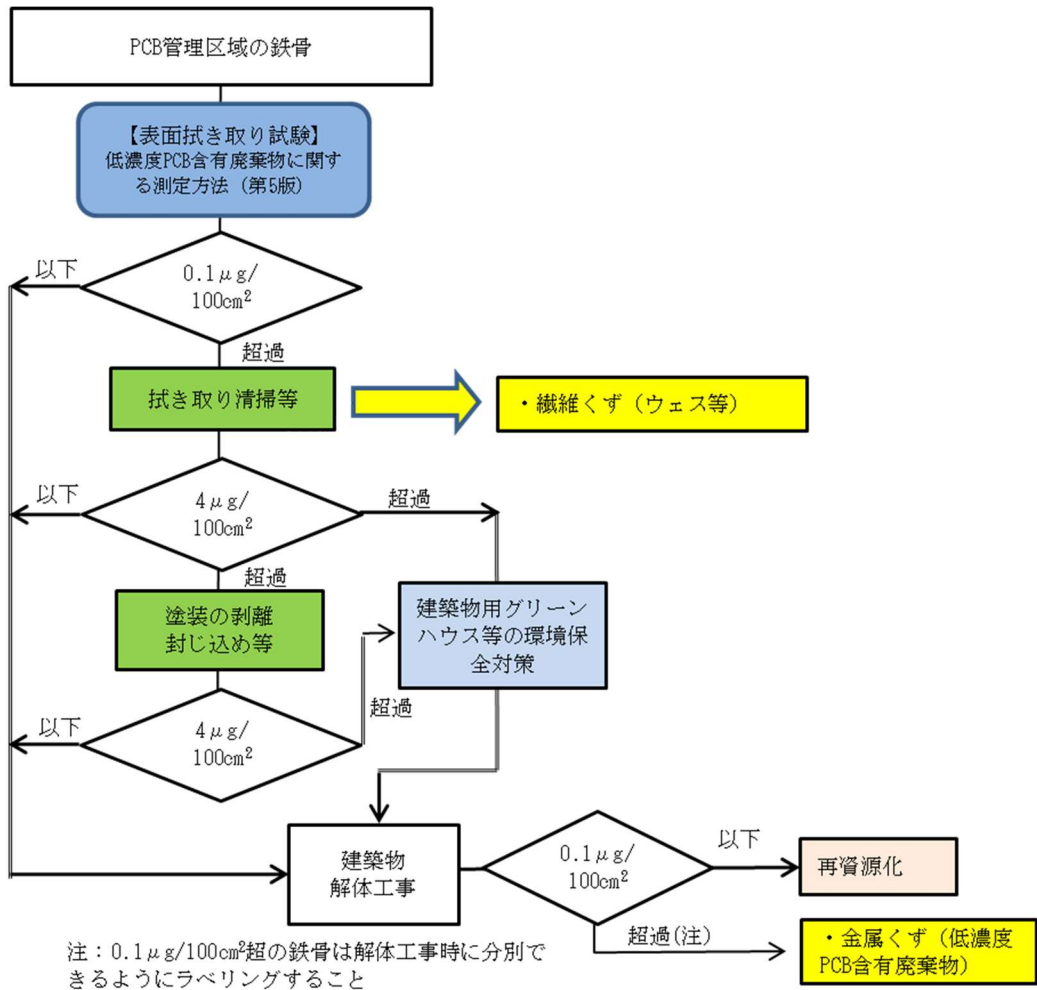 PCB管理区域の鉄骨
【表面拭き取り試験】
低濃度PCB含有廃棄物に関す
る測定方法（第5版）
以下
0.1μg/
100cm²
超過
拭き取り清掃等
・繊維くず（ウェス等）
以下
4μg/
100cm²
超過
超過
塗装の剥離
封じ込め等
建築物用グリーン
ハウス等の環境保
全対策
以下
4μg/
100cm²
超過
建築物
解体工事
0.1μg/
100cm²
以下
再資源化
超過(注)
・金属くず（低濃度
PCB含有廃棄物）
注：0.1μg/100cm²超の鉄骨は解体工事時に分別で
きるようにラベリングすること